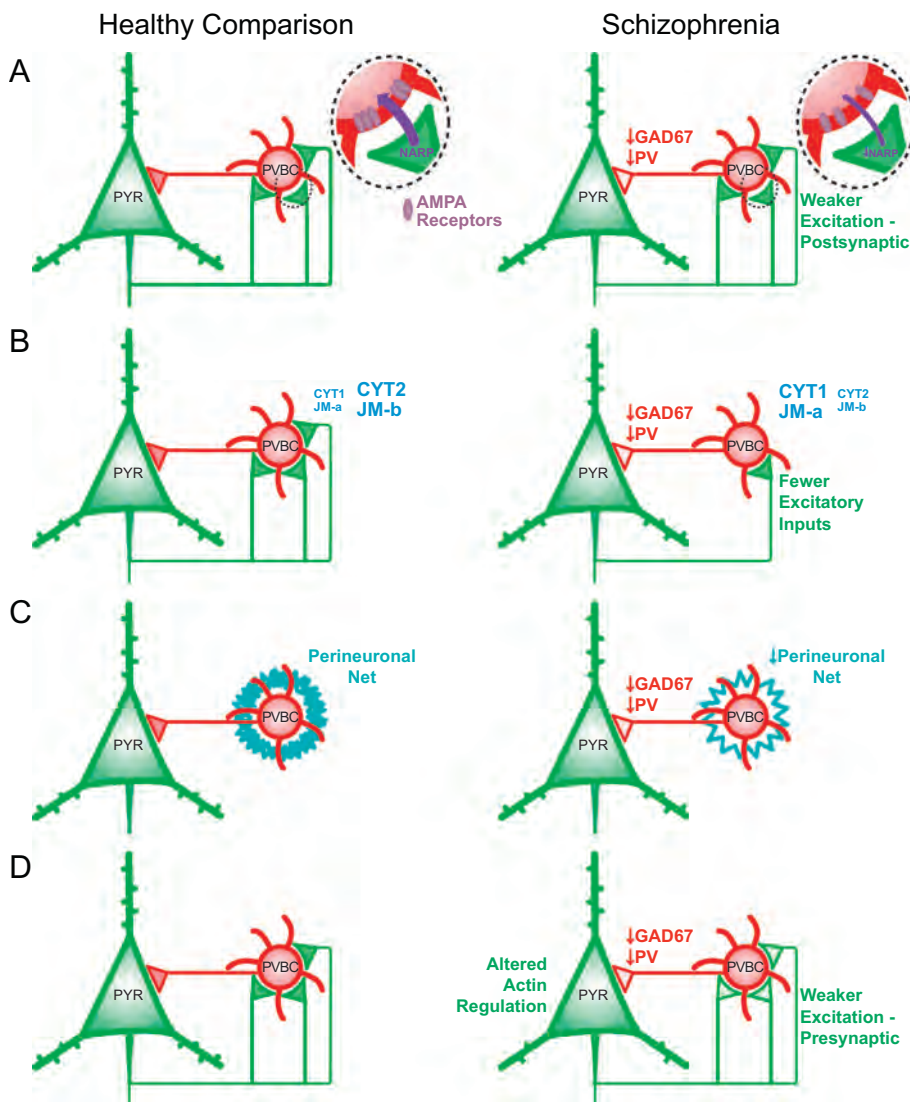 Healthy Comparison
Schizophrenia
A
PYR
PVBC
NARP
AMPA
Receptors
PYR
↓GAD67
↓PV
PVBC
↓NARP
Weaker
Excitation -
Postsynaptic
B
PYR
PVBC
CYT1 CYT2
JM-a JM-b
PYR
↓GAD67
↓PV
PVBC
CYT1 CYT2
JM-a JM-b
Fewer
Excitatory
Inputs
C
PYR
PVBC
Perineuronal
Net
PYR
↓GAD67
↓PV
PVBC
↓Perineuronal
Net
D
PYR
PVBC
Altered
Actin
Regulation
PYR
↓GAD67
↓PV
PVBC
Weaker
Excitation -
Presynaptic